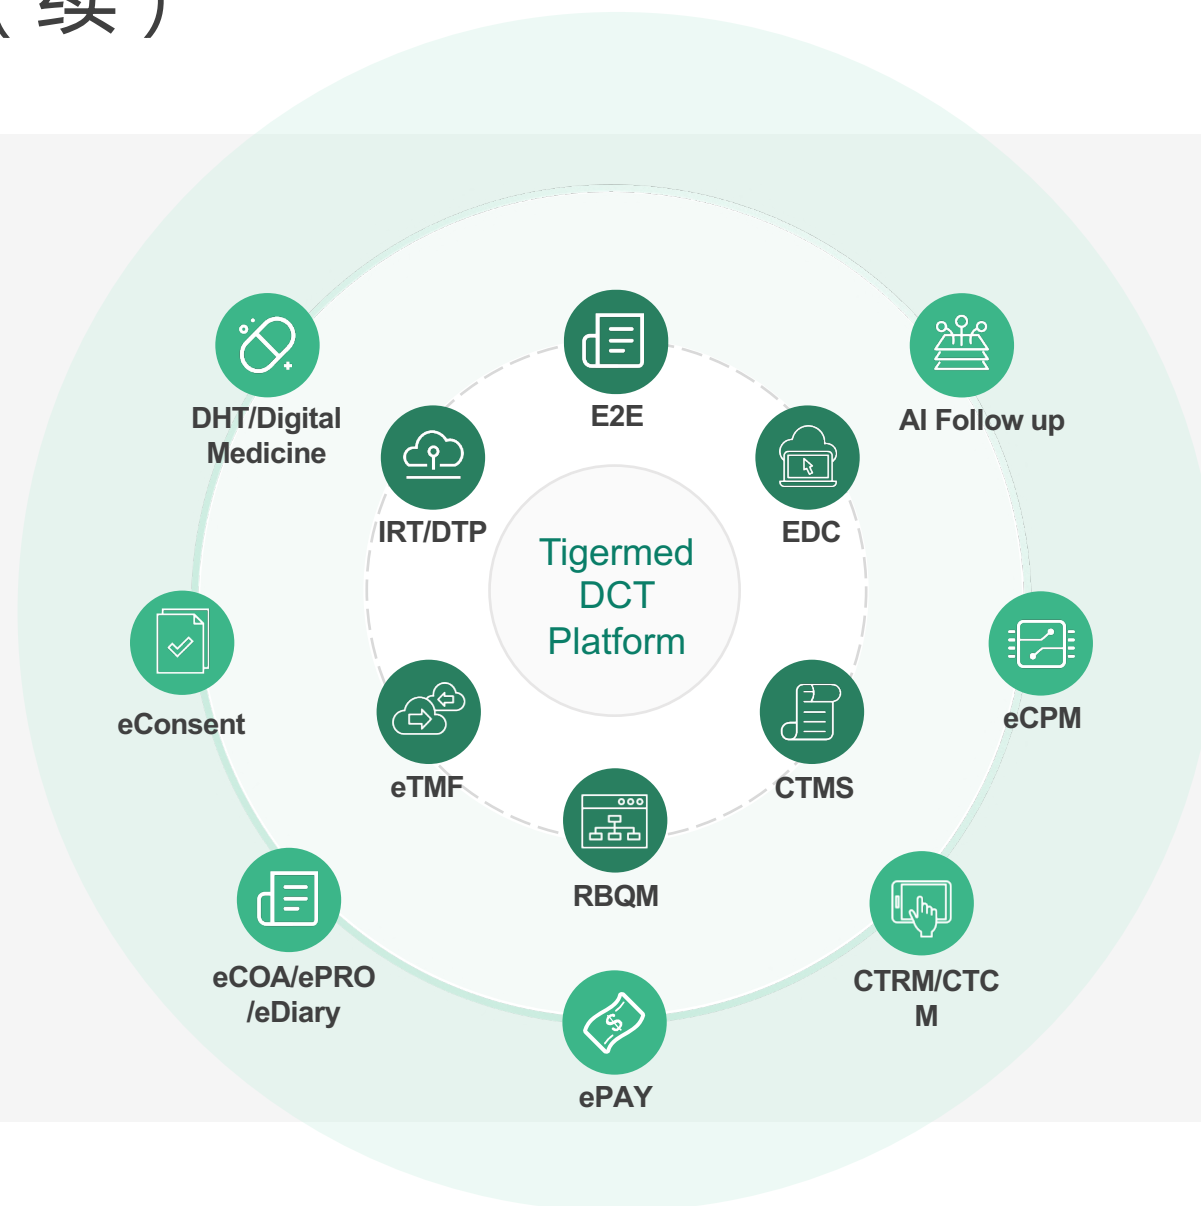 （续）
E2E
DHT/Digital
Medicine
AI Follow up
IRT/DTP
EDC
Tigermed
DCT
Platform
eConsent
eCPM
eTMF
CTMS
RBQM
eCOA/ePRO
/eDiary
CTRM/CTC
M
ePAY